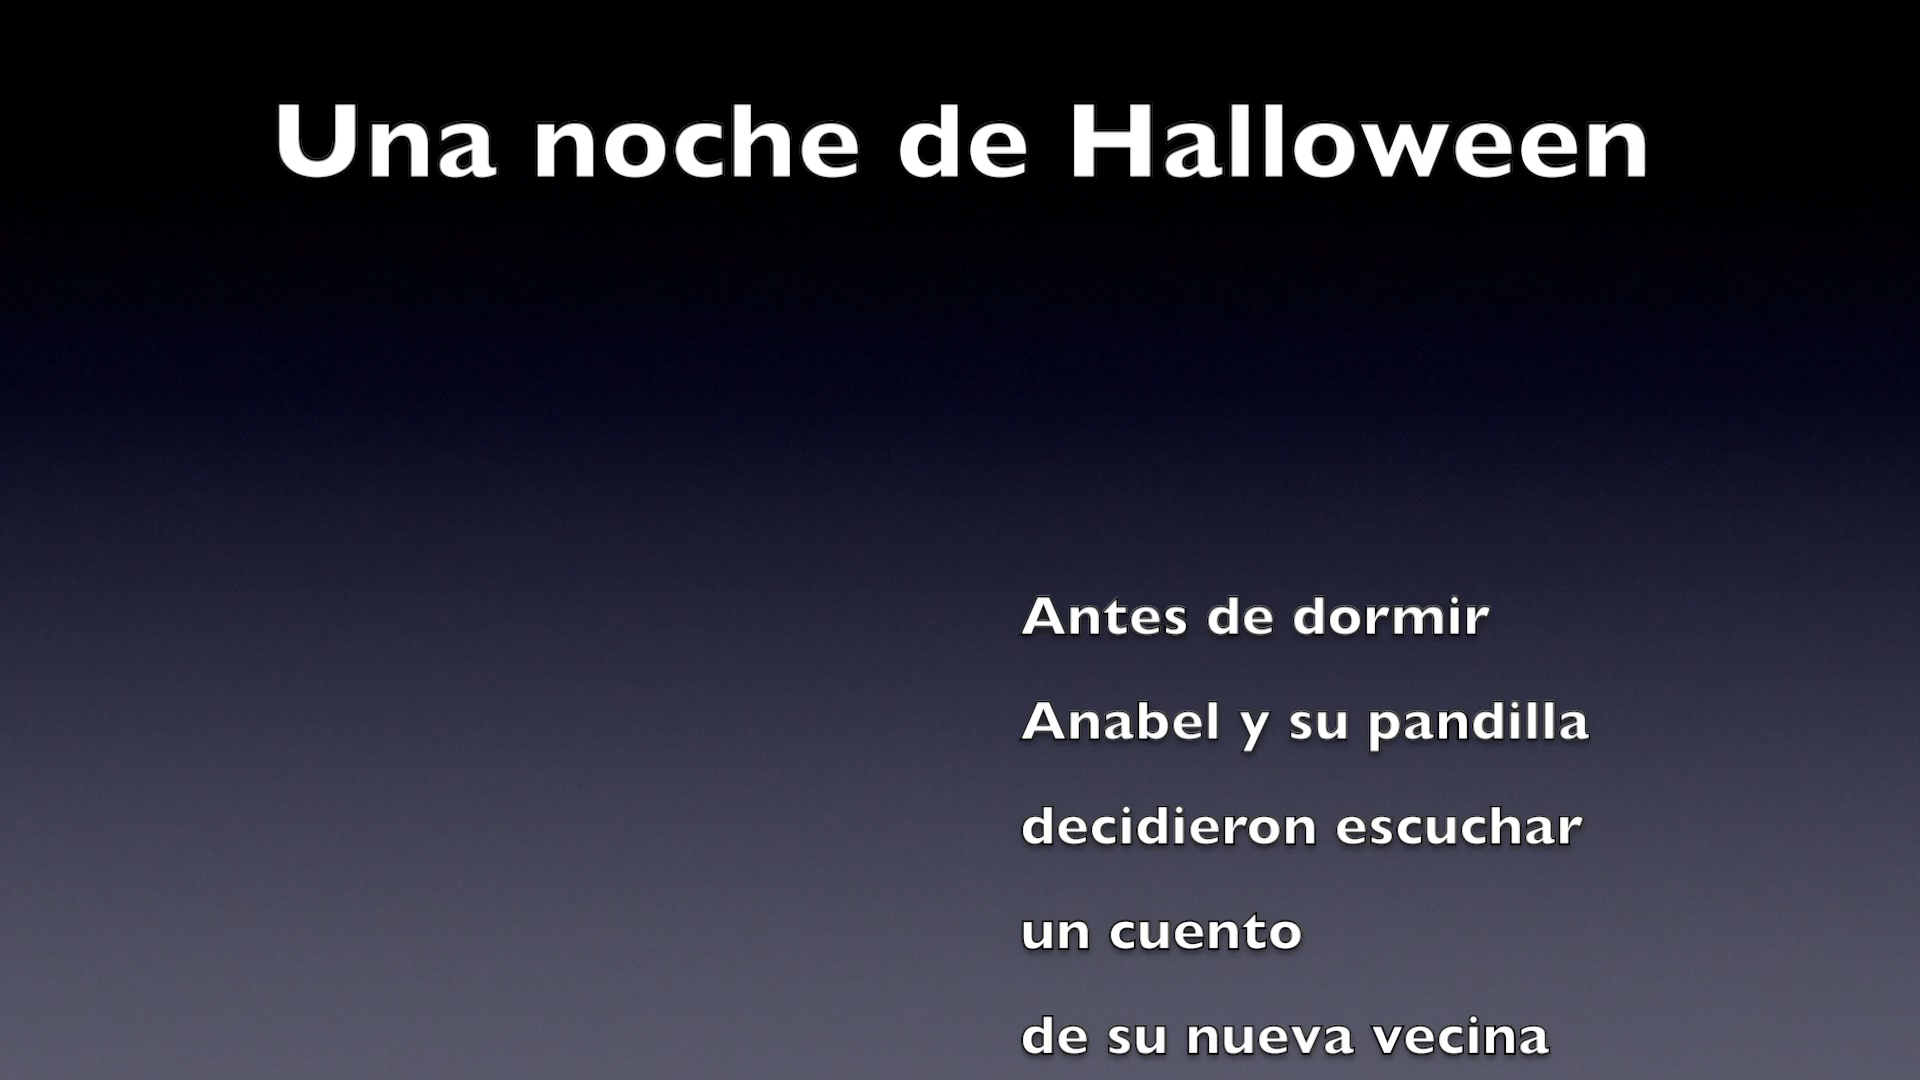 Una noche de Halloween
Antes de dormir
Anabel y su pandilla
decidieron escuchar
un cuento
de su nueva vecina